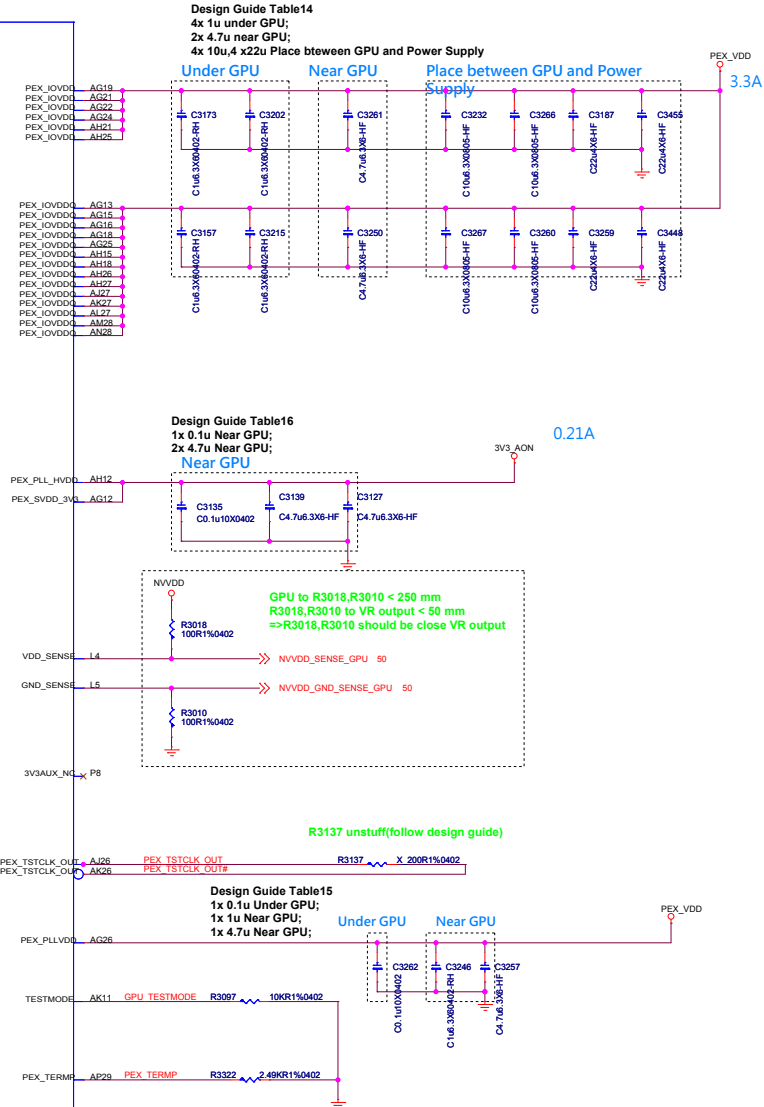 Design Guide Table14
4x 1u under GPU;
2x 4.7u near GPU;
4x 10u,4 x22u Place bteween GPU and Power Supply
Under GPU
Near GPU
Place between GPU and Power
Supply
PEX_VDD
3.3A
PEX_IOVDD AG19
PEX_IOVDD AG21
PEX_IOVDD AG22
PEX_IOVDD AG24
PEX_IOVDD AH21
PEX_IOVDD AH25
C3173
C1u6.3X60402-RH
C3202
C1u6.3X60402-RH
C3261
C4.7u6.3X6-HF
C3232
C10u6.3X0805-HF
C3266
C10u6.3X0805-HF
C3187
C22u4X6-HF
C3455
C22u4X6-HF
PEX_IOVDDQ AG13
PEX_IOVDDQ AG15
PEX_IOVDDQ AG16
PEX_IOVDDQ AG18
PEX_IOVDDQ AG25
PEX_IOVDDQ AH15
PEX_IOVDDQ AH18
PEX_IOVDDQ AH26
PEX_IOVDDQ AH27
PEX_IOVDDQ AJ27
PEX_IOVDDQ AK27
PEX_IOVDDQ AL27
PEX_IOVDDQ AM28
PEX_IOVDDQ AN28
C3157
C1u6.3X60402-RH
C3215
C1u6.3X60402-RH
C3250
C4.7u6.3X6-HF
C3267
C10u6.3X0805-HF
C3260
C10u6.3X0805-HF
C3259
C22u4X6-HF
C3448
C22u4X6-HF
Design Guide Table16
1x 0.1u Near GPU;
2x 4.7u Near GPU;
Near GPU
3V3_AON
0.21A
PEX_PLL_HVDD AH12
PEX_SVDD_3V3 AG12
C3135
C0.1u10X0402
C3139
C4.7u6.3X6-HF
C3127
C4.7u6.3X6-HF
NVVDD
GPU to R3018,R3010 < 250 mm
R3018,R3010 to VR output < 50 mm
=>R3018,R3010 should be close VR output
R3018
100R1%0402
VDD_SENSE L4
NVVDD_SENSE_GPU 50
GND_SENSE L5
NVVDD_GND_SENSE_GPU 50
R3010
100R1%0402
3V3AUX_NC P8
R3137 unstuff(follow design guide)
PEX_TSTCLK_OUT AJ26 PEX_TSTCLK_OUT R3137 X_200R1%0402
PEX_TSTCLK_OUT AK26 PEX_TSTCLK_OUT#
Design Guide Table15
1x 0.1u Under GPU;
1x 1u Near GPU;
1x 4.7u Near GPU;
Under GPU
Near GPU
PEX_VDD
PEX_PLLVDD AG26
C3262
C0.1u10X0402
C3246
C1u6.3X60402-RH
C3257
C4.7u6.3X6-HF
TESTMODE AK11 GPU_TESTMODE R3097 10KR1%0402
PEX_TERMP AP29 PEX_TERMP R3322 2.49KR1%0402